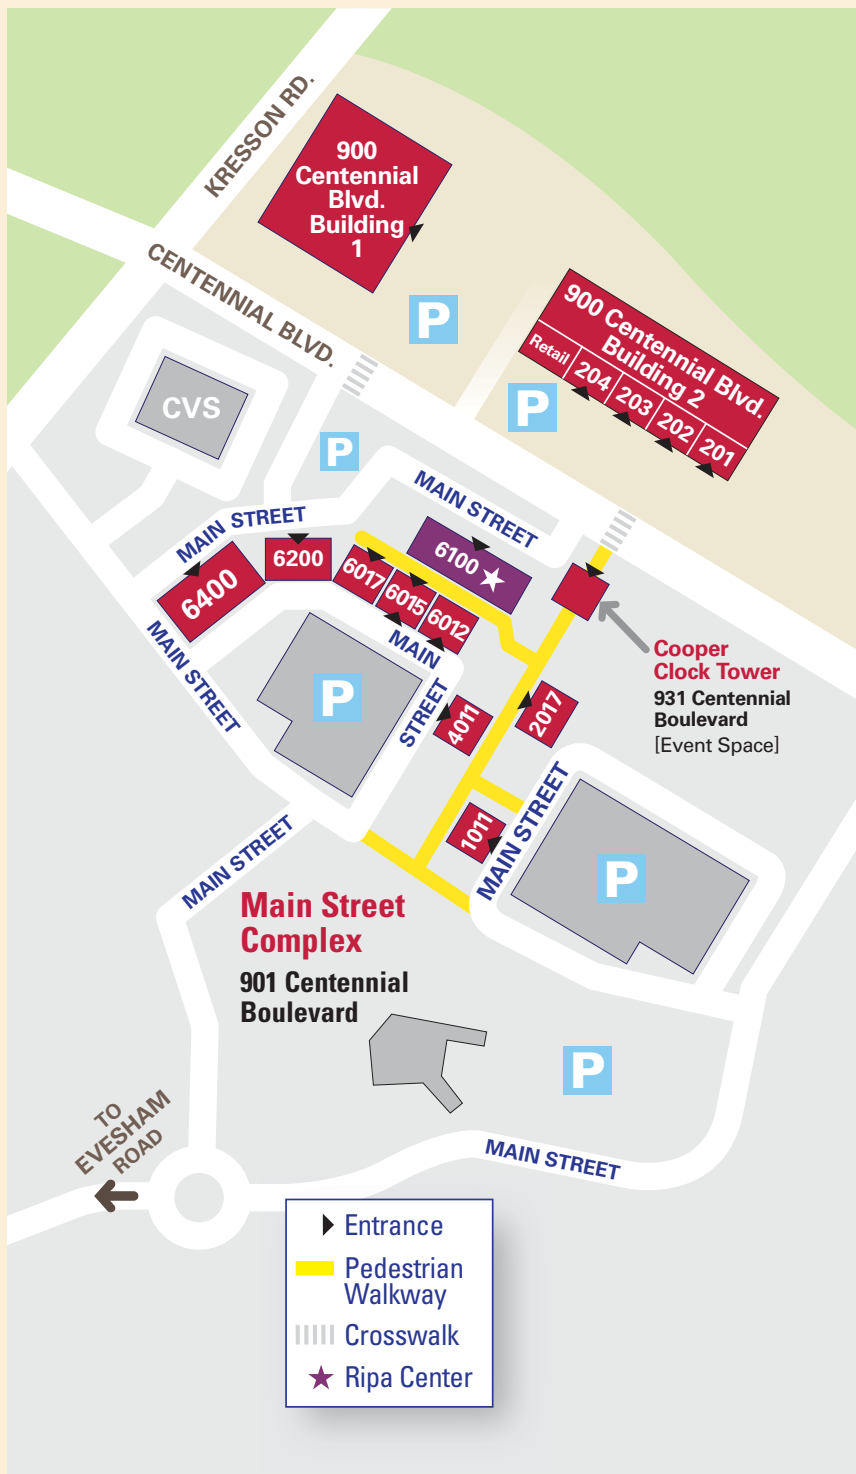 KRESSON RD.
900
Centennial
Blvd.
Building
1
CENTENNIAL BLVD.
P
900 Centennial Blvd.
Building 2
Retail
204
203
202
201
P
CVS
P
MAIN STREET
MAIN STREET
6100
6200
6400
6017
6015
6012
MAIN
STREET
Cooper
Clock Tower
931 Centennial
Boulevard
[Event Space]
MAIN STREET
P
4011
2017
1011
MAIN STREET
P
MAIN STREET
Main Street
Complex
901 Centennial
Boulevard
P
TO
EVESHAM
ROAD
MAIN STREET
Entrance
Pedestrian
Walkway
Crosswalk
Ripa Center